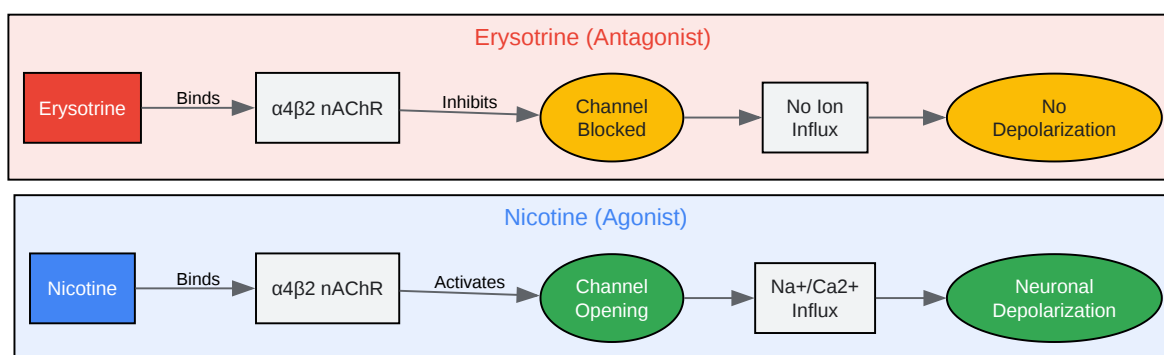 Erysotrine (Antagonist)
Erysotrine
Binds
α4β2 nAChR
Inhibits
Channel
Blocked
No Ion
Influx
No
Depolarization
Nicotine (Agonist)
Nicotine
Binds
α4β2 nAChR
Activates
Channel
Opening
Na+/Ca2+
Influx
Neuronal
Depolarization